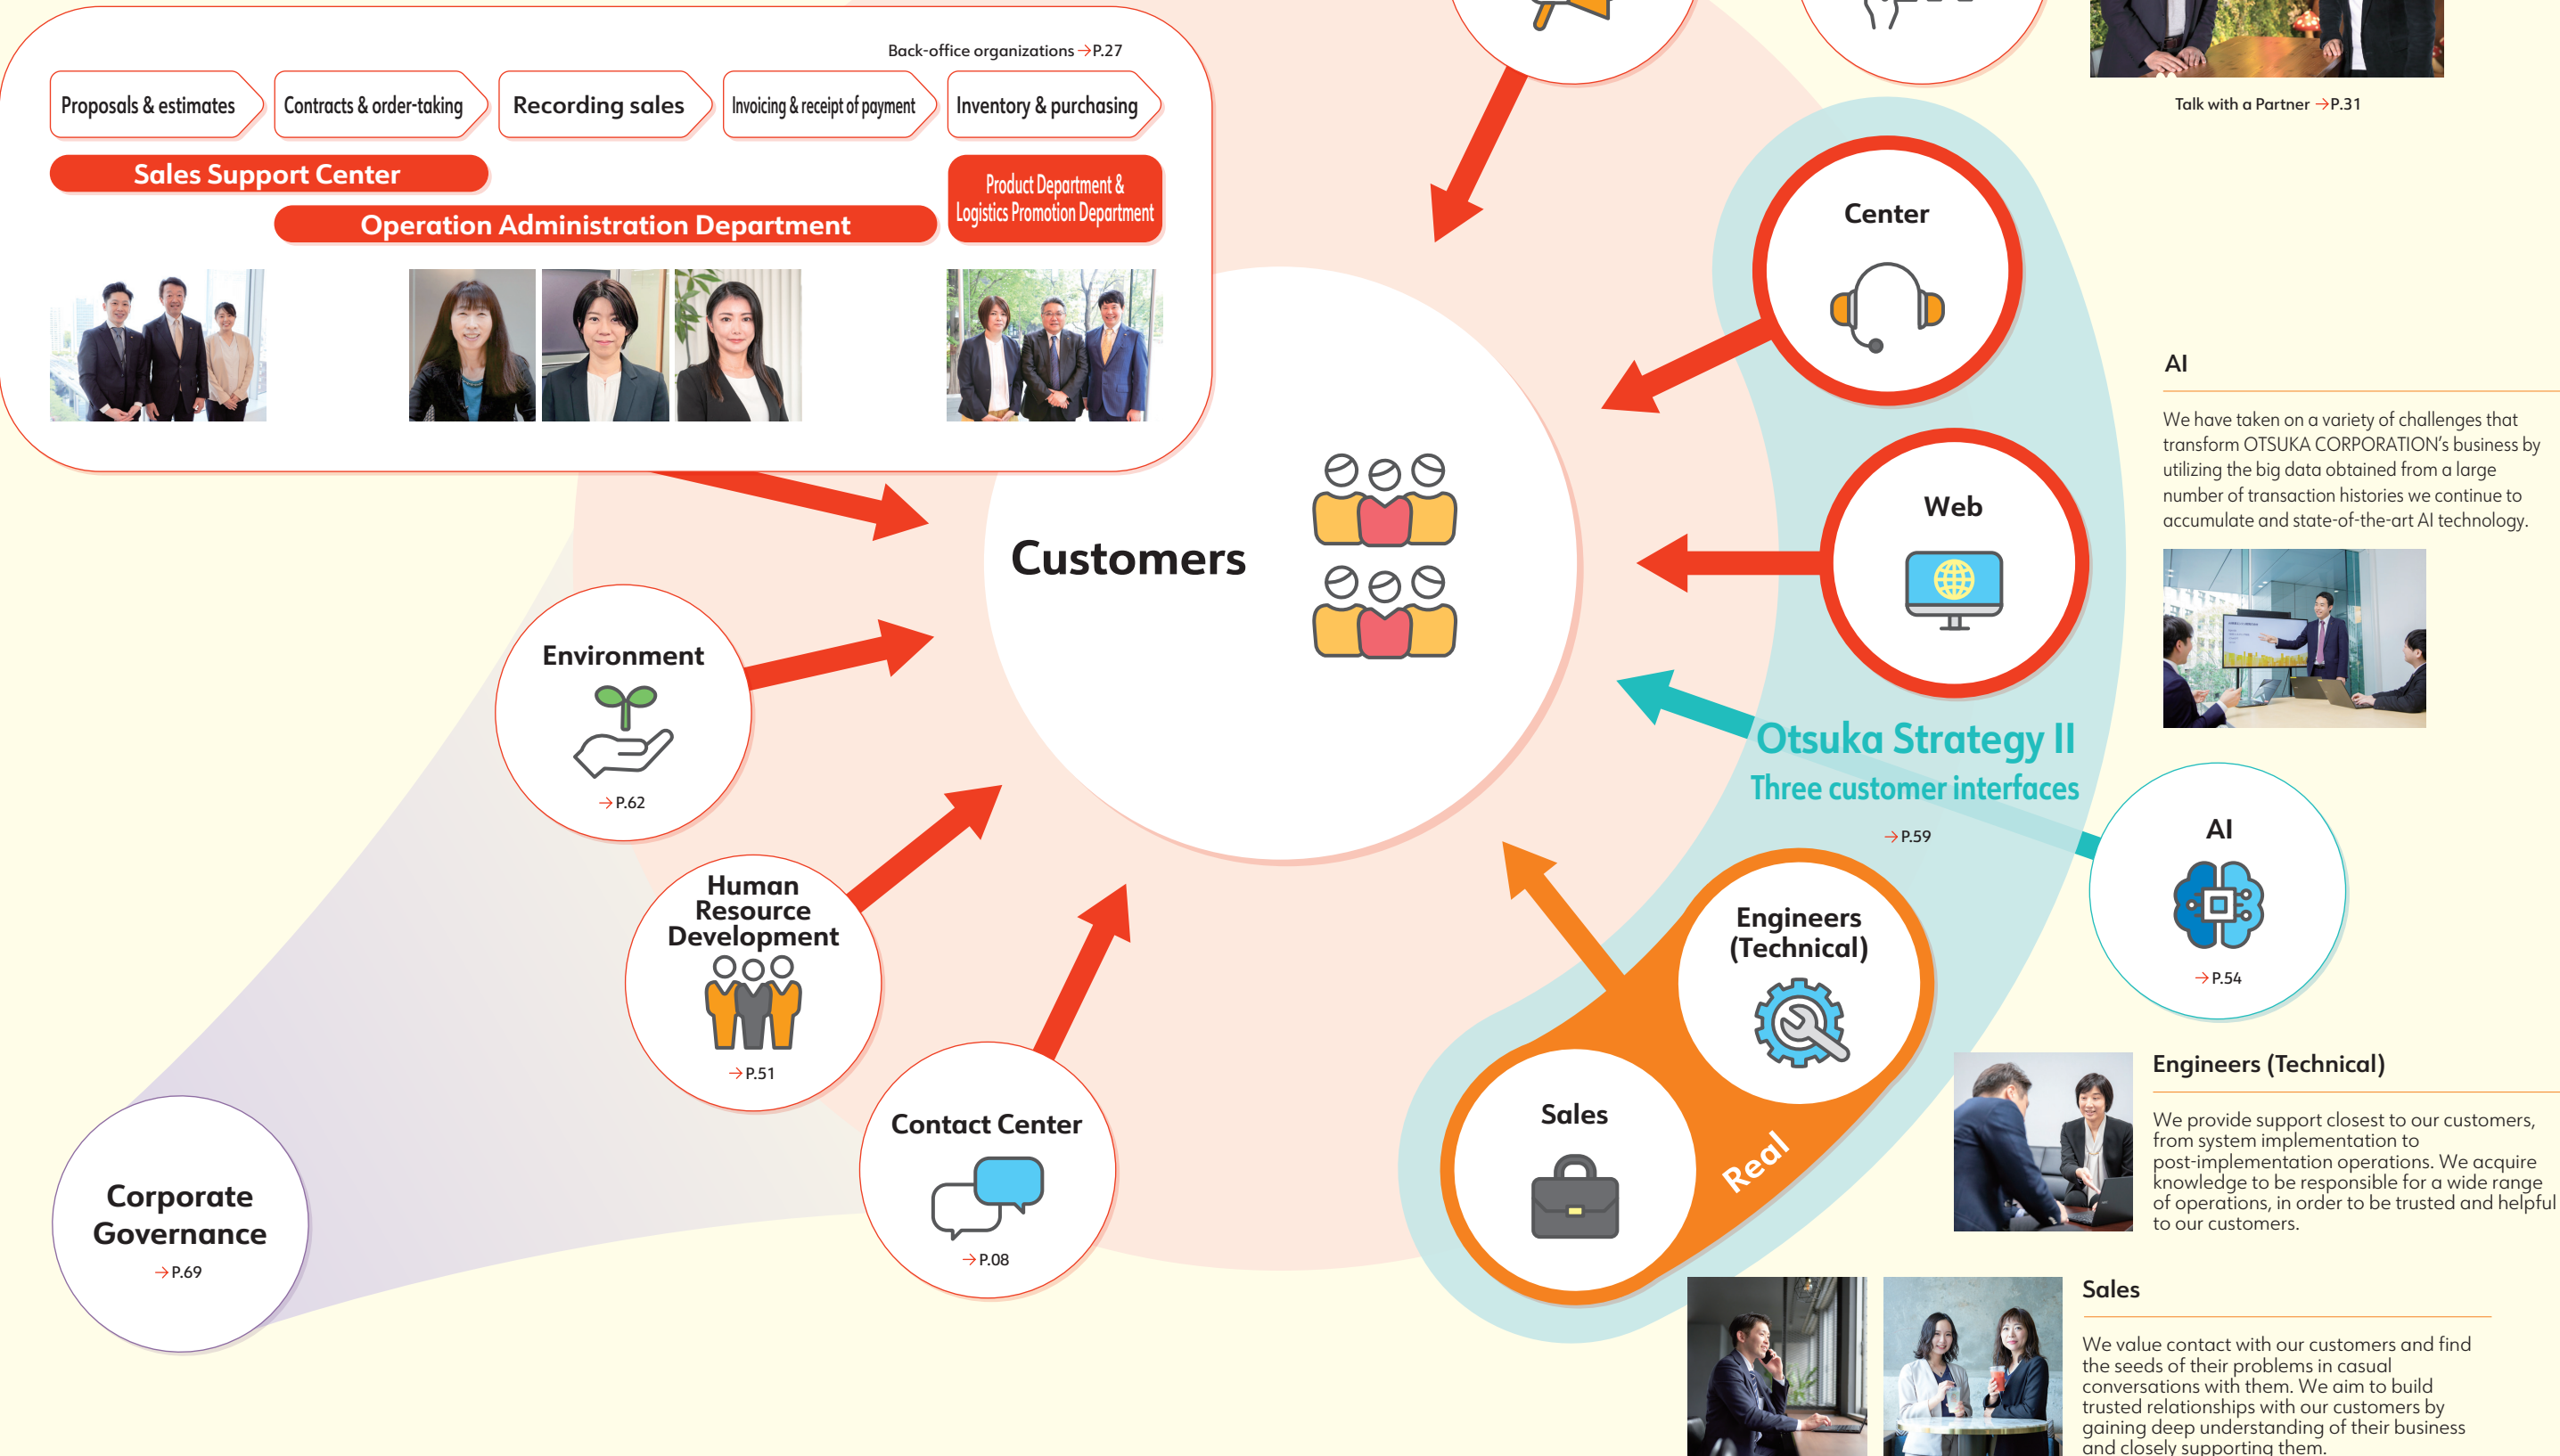 Back-office organizations →P.27
Proposals & estimates
Contracts & order-taking
Recording sales
Invoicing & receipt of payment
Inventory & purchasing
Sales Support Center
Operation Administration Department
Product Department &
Logistics Promotion Department
Talk with a Partner →P.31
Center
Web
Customers
AI
We have taken on a variety of challenges that
transform OTSUKA CORPORATION's business by
utilizing the big data obtained from a large
number of transaction histories we continue to
accumulate and state-of-the-art AI technology.
Otsuka Strategy II
Three customer interfaces
→P.59
AI
→P.54
Environment
→P.62
Human
Resource
Development
→P.51
Contact Center
→P.08
Corporate
Governance
→P.69
Engineers
(Technical)
Sales
Real
Engineers (Technical)
We provide support closest to our customers,
from system implementation to
post-implementation operations. We acquire
knowledge to be responsible for a wide range
of operations, in order to be trusted and helpful
to our customers.
Sales
We value contact with our customers and find
the seeds of their problems in casual
conversations with them. We aim to build
trusted relationships with our customers by
gaining deep understanding of their business
and closely supporting them.